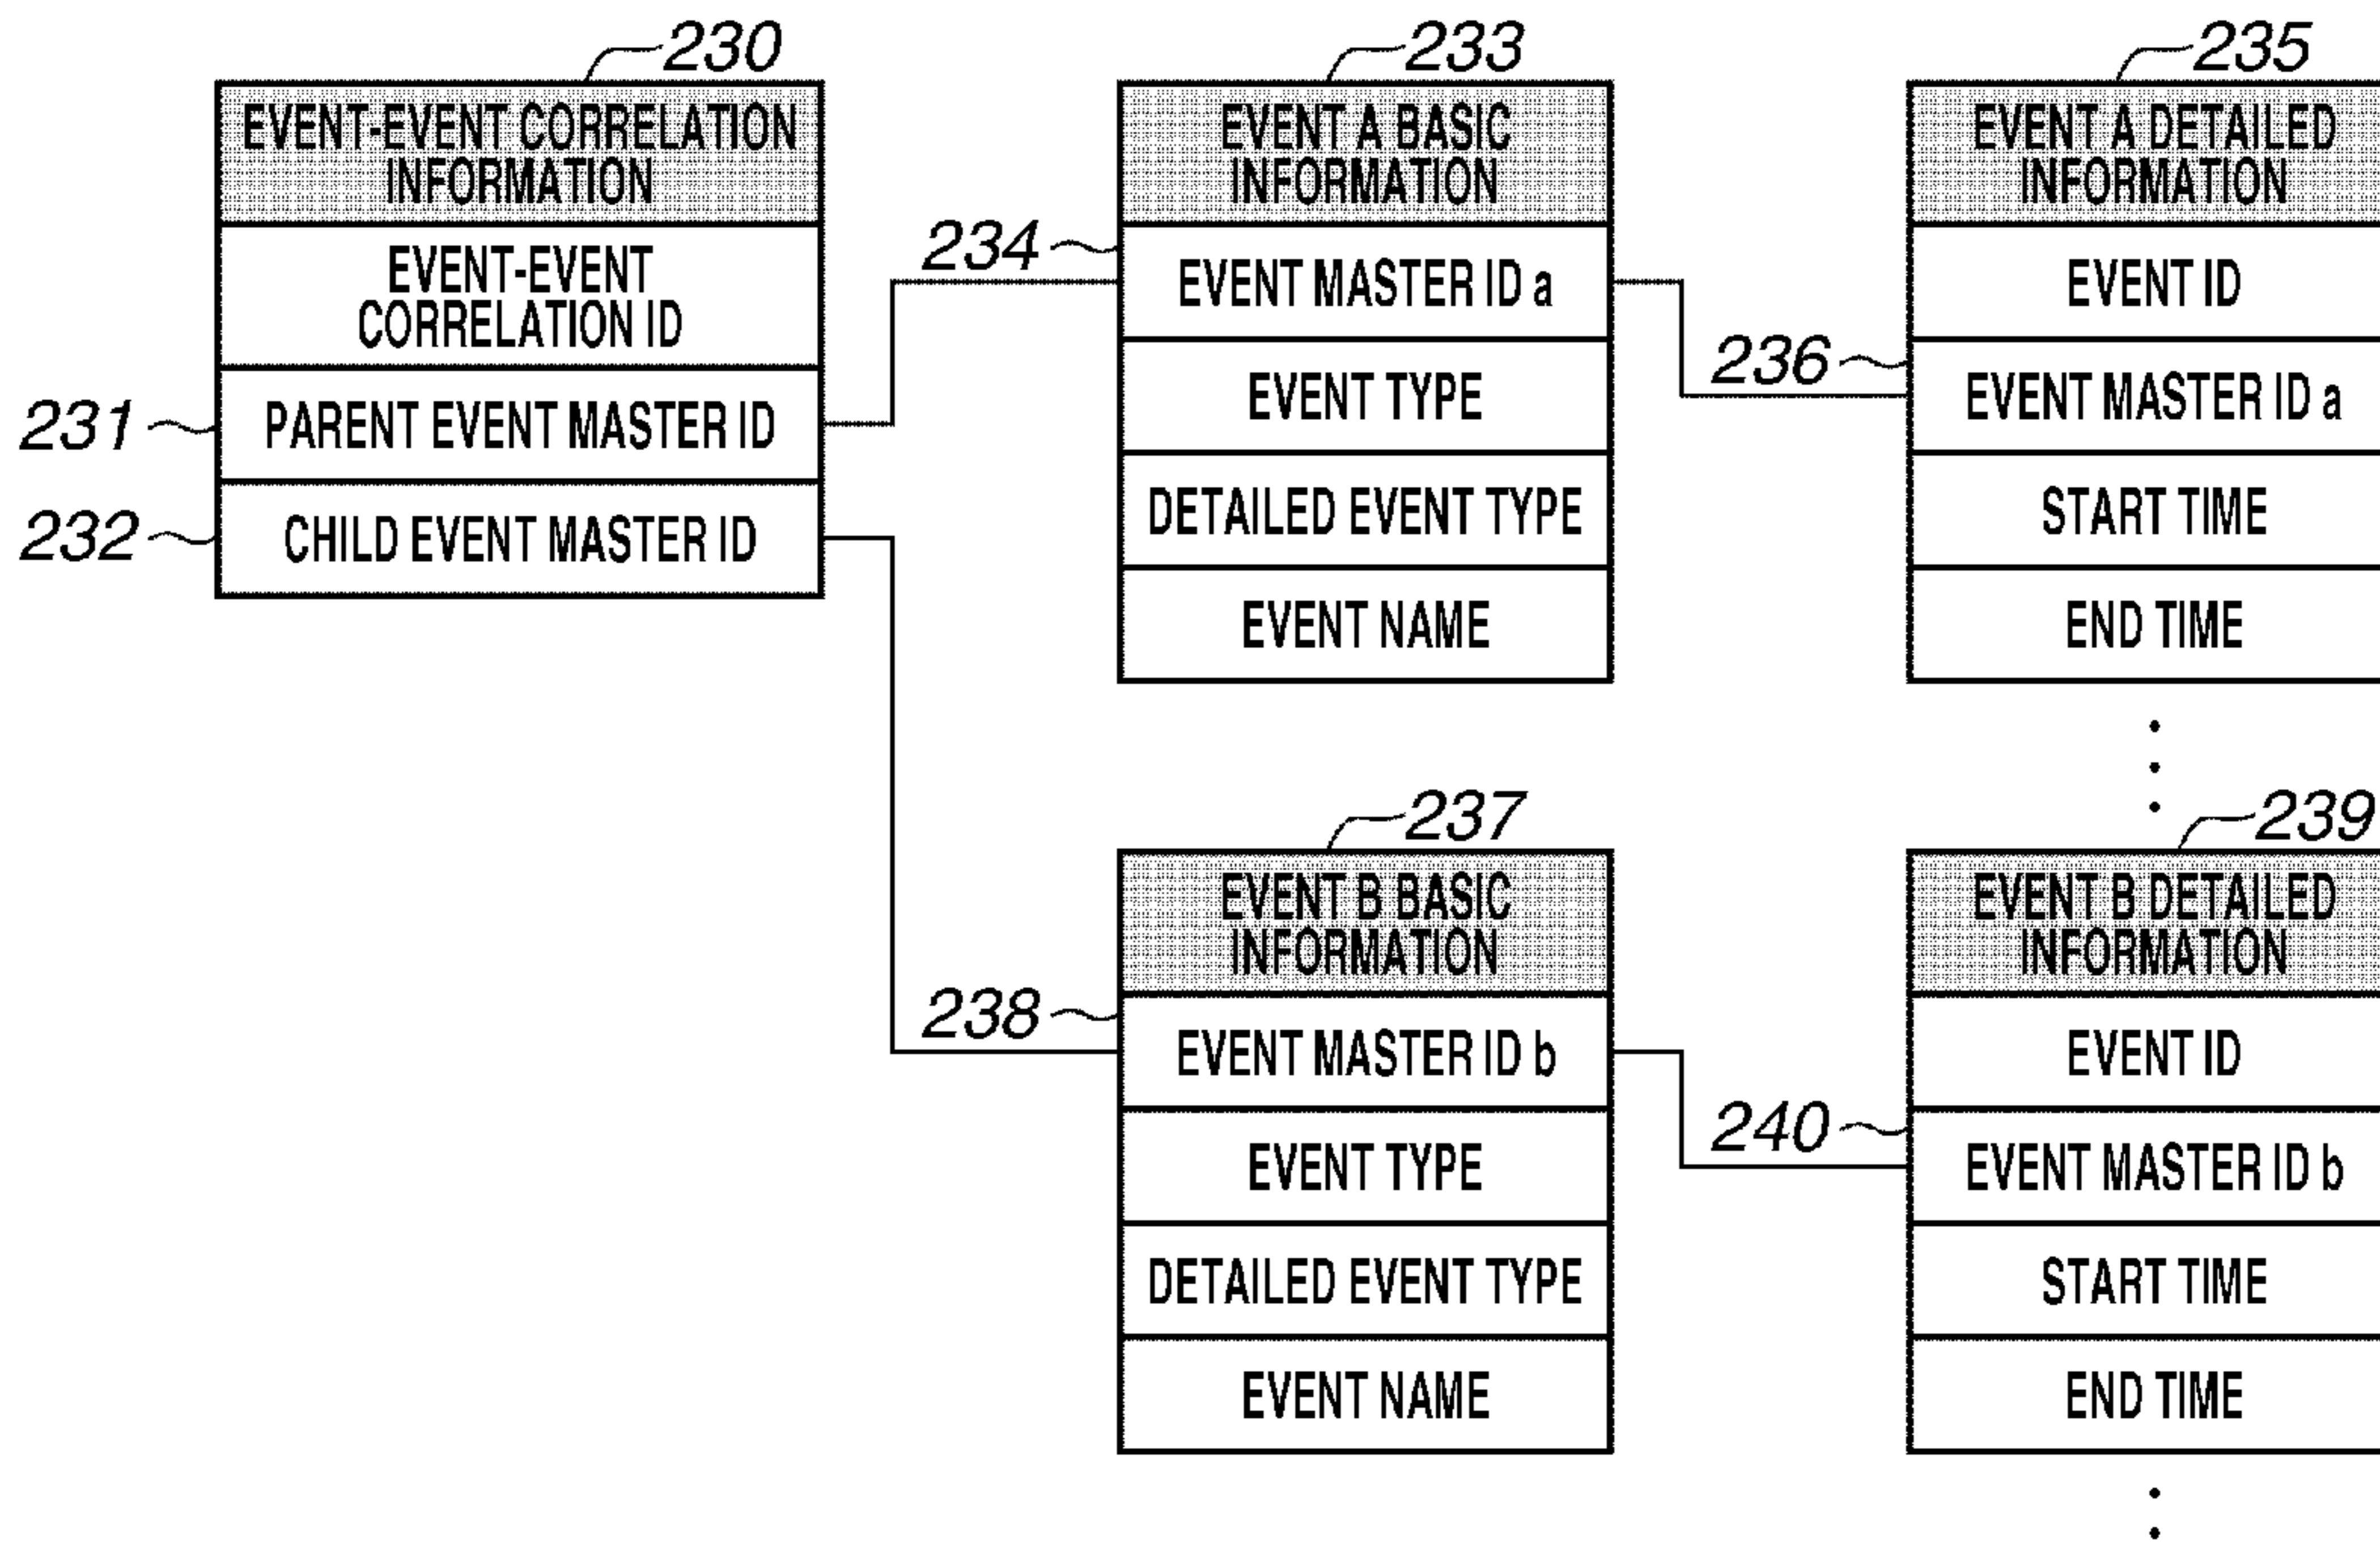 230
EVENT-EVENT CORRELATION
INFORMATION
EVENT-EVENT
CORRELATION ID
231
PARENT EVENT MASTER ID
232
CHILD EVENT MASTER ID
233
EVENT A BASIC
INFORMATION
234
EVENT MASTER ID a
EVENT TYPE
DETAILED EVENT TYPE
EVENT NAME
235
EVENT A DETAILED
INFORMATION
EVENT ID
236
EVENT MASTER ID a
START TIME
END TIME
237
EVENT B BASIC
INFORMATION
238
EVENT MASTER ID b
EVENT TYPE
DETAILED EVENT TYPE
EVENT NAME
239
EVENT B DETAILED
INFORMATION
EVENT ID
240
EVENT MASTER ID b
START TIME
END TIME